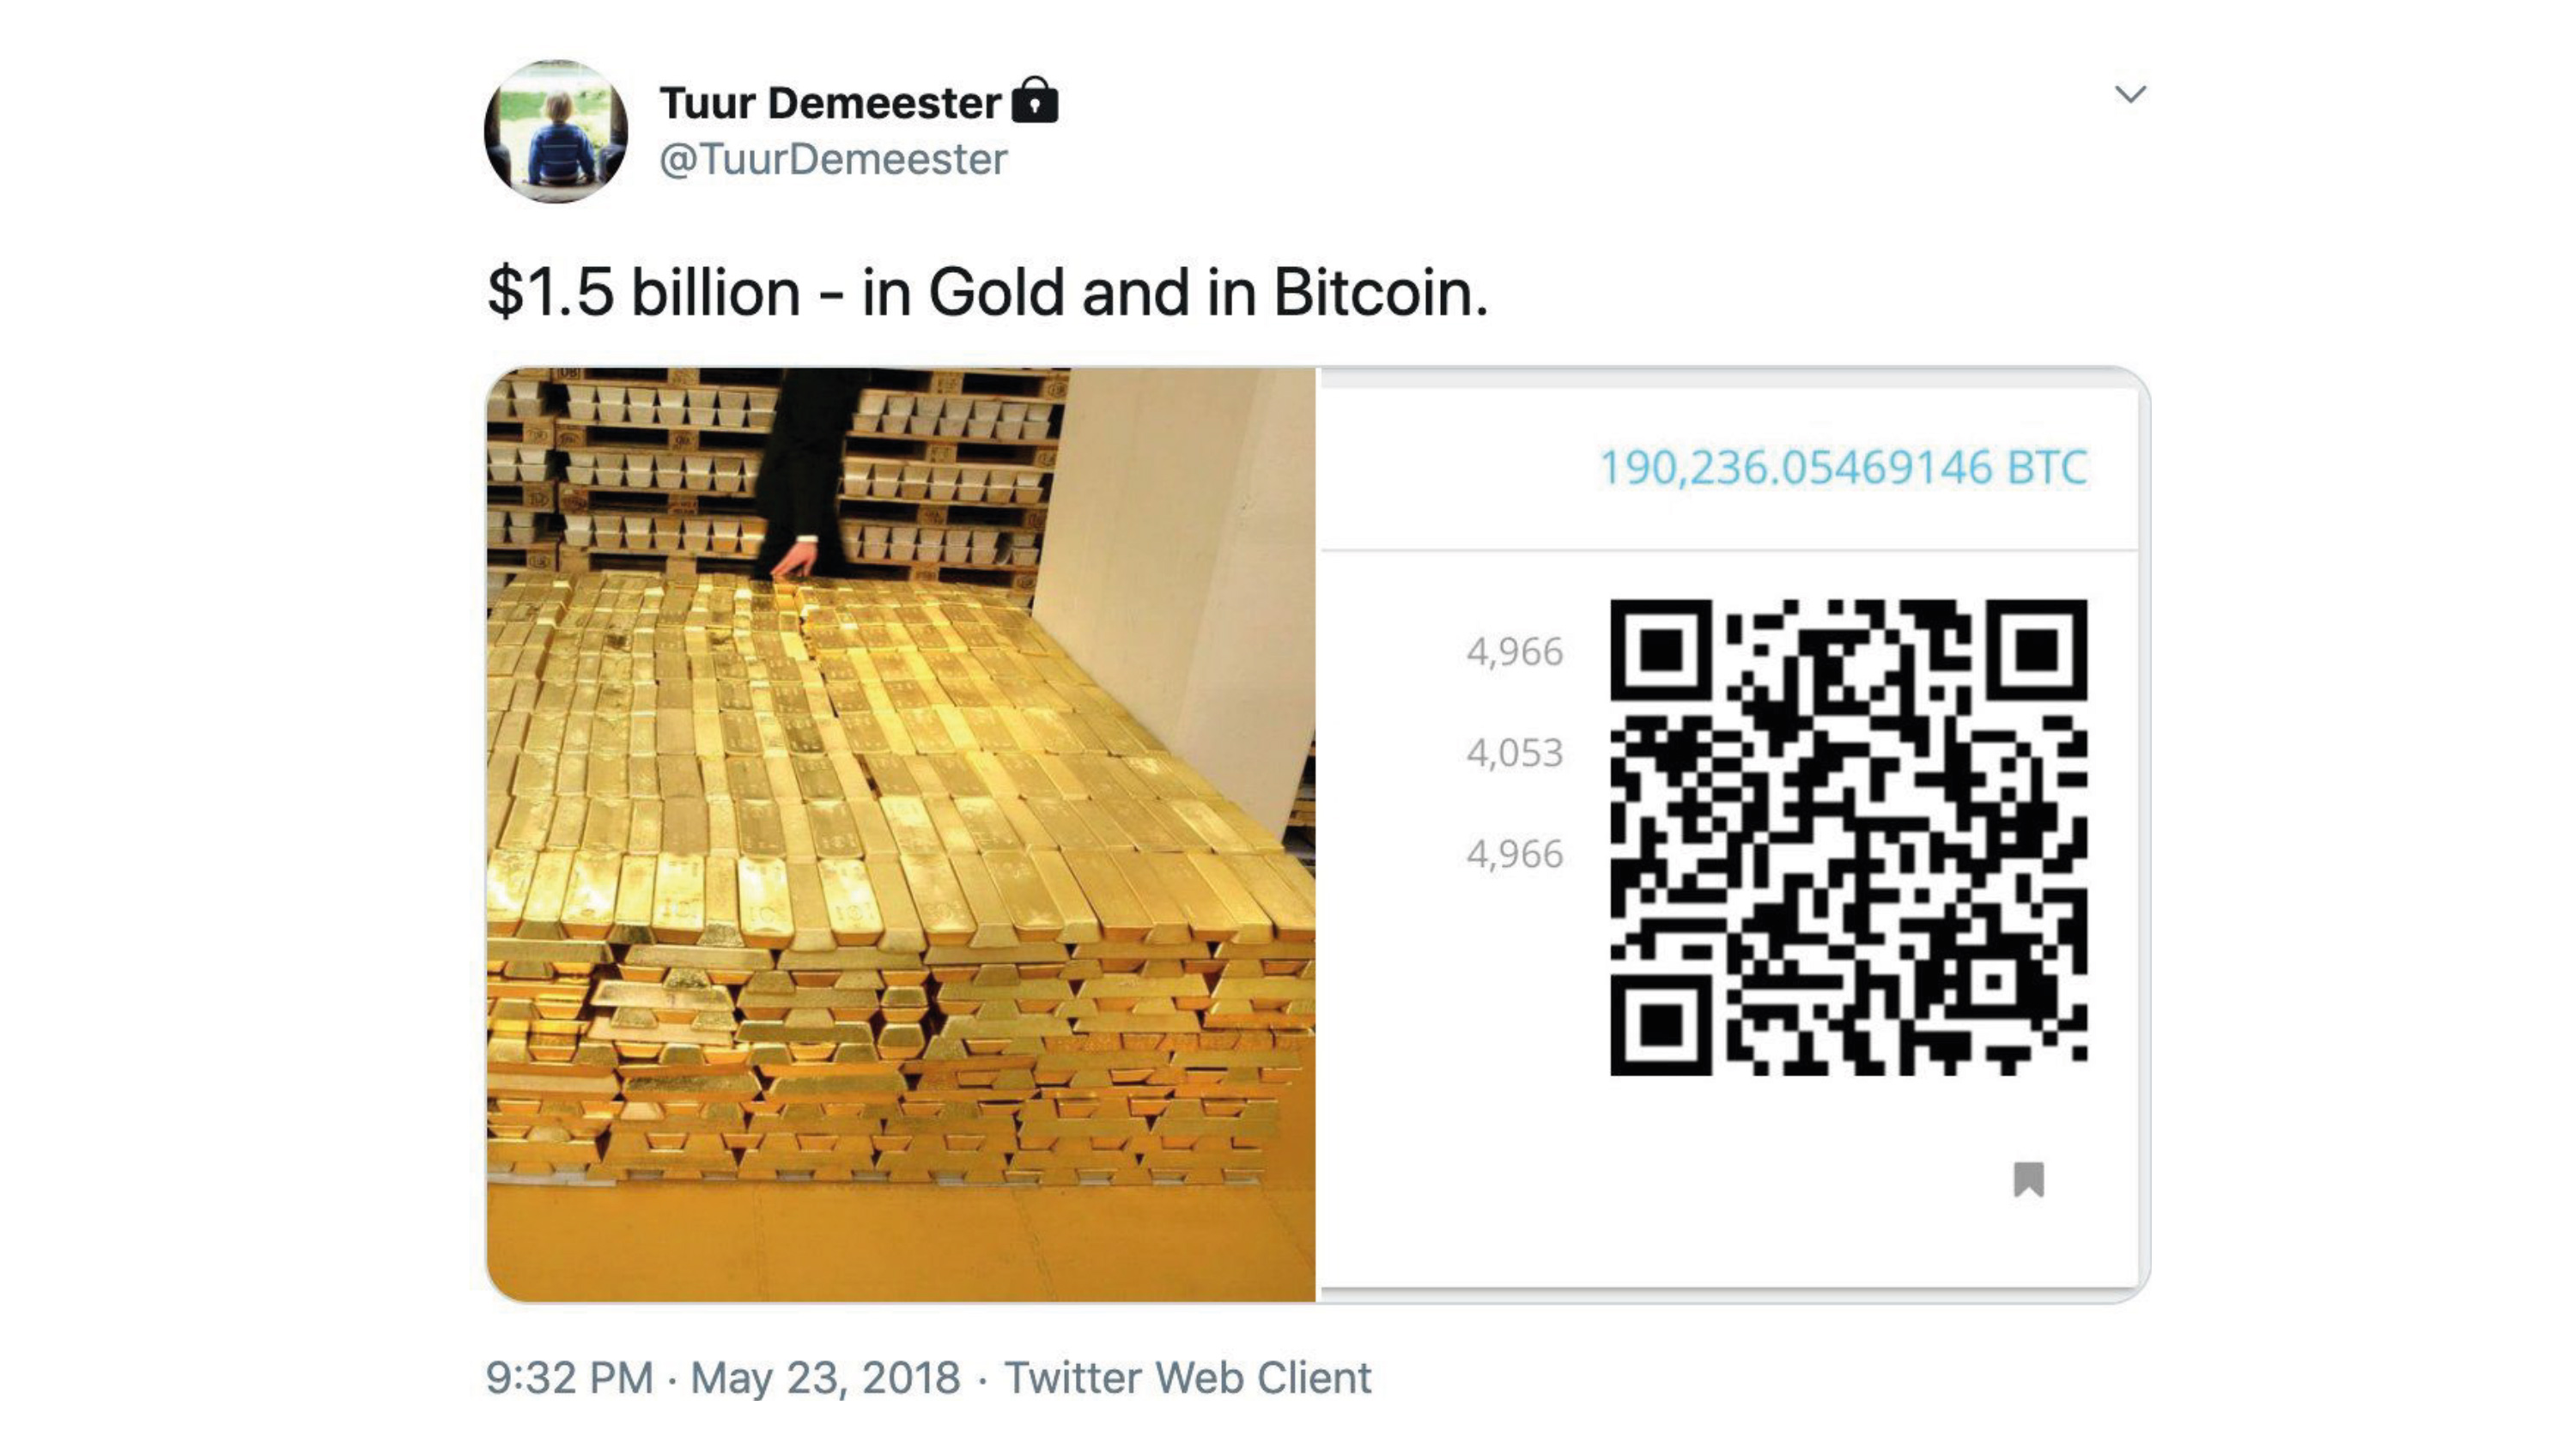 Tuur Demeester
@TuurDemeester
$1.5 billion - in Gold and in Bitcoin.
190,236.05469146 BTC
4,966
4,053
4,966
9:32 PM · May 23, 2018 · Twitter Web Client